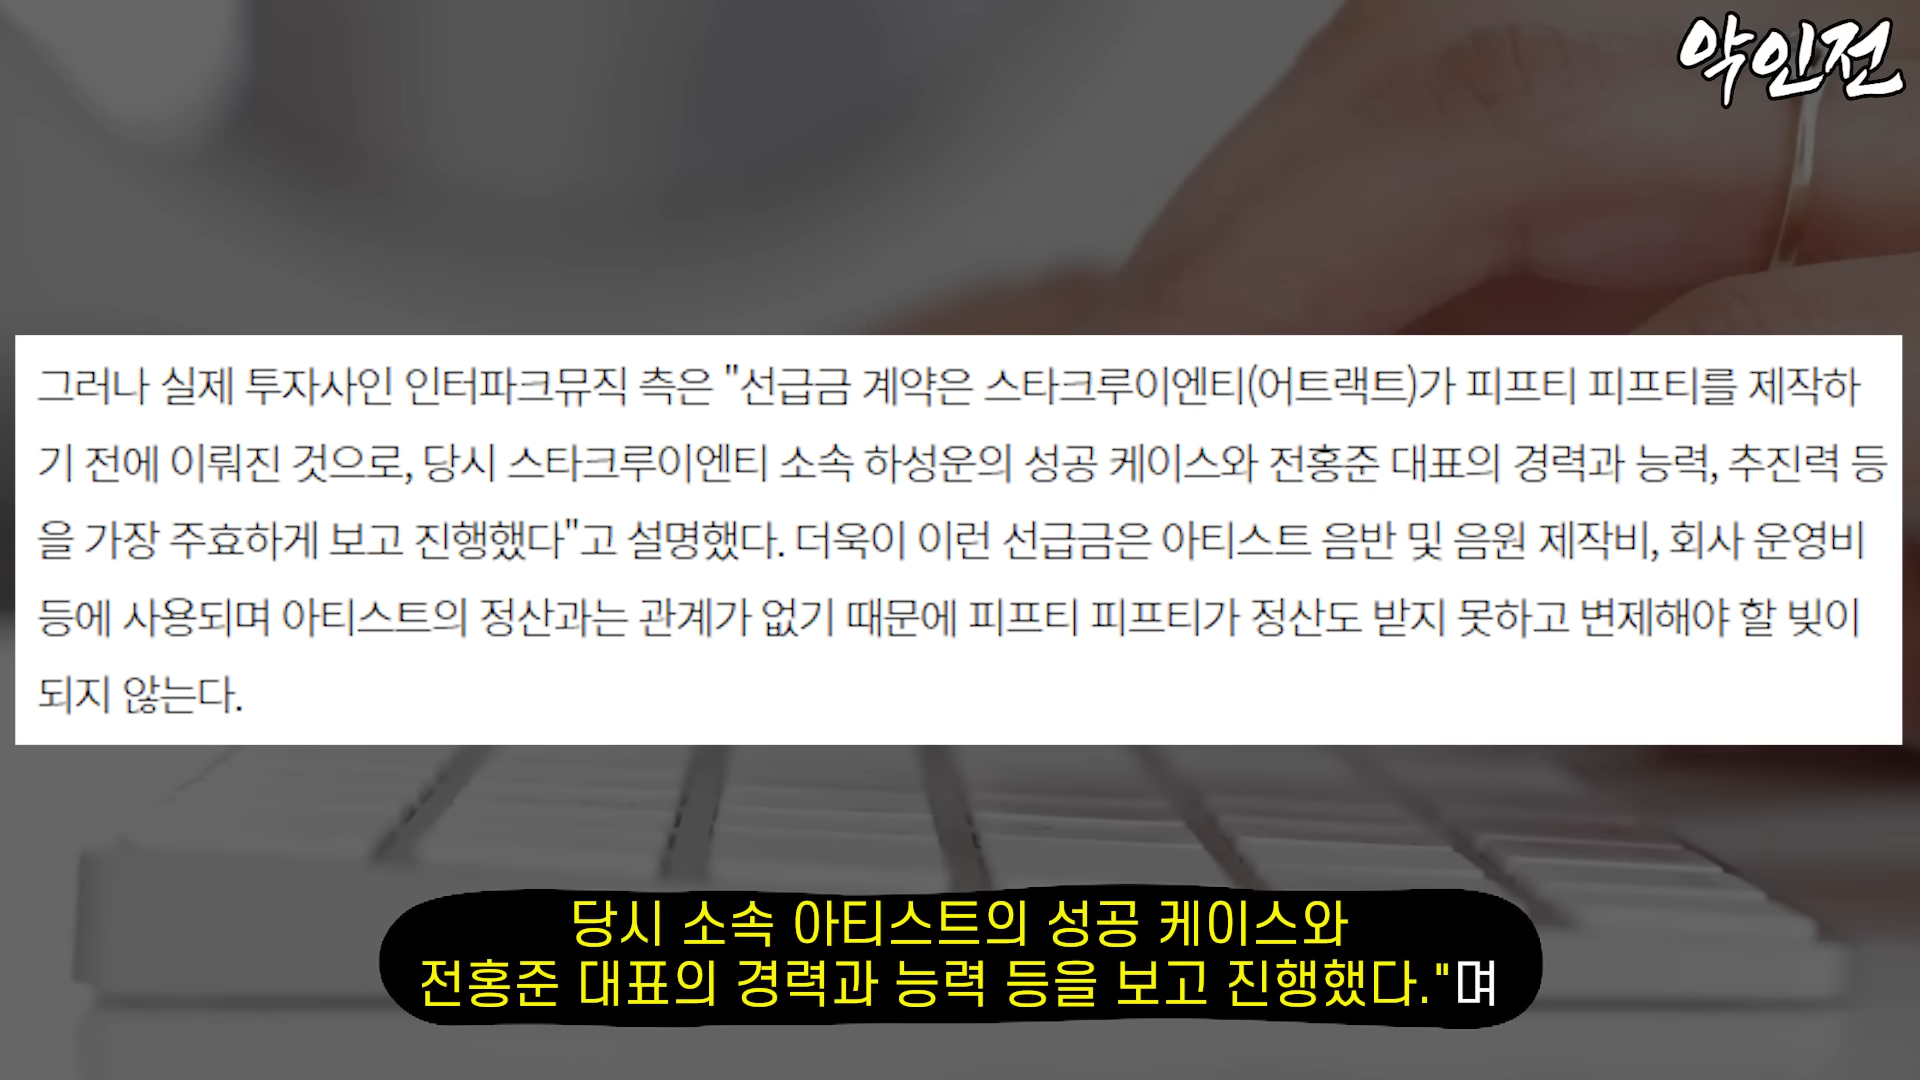 악인전
그러나 실제 투자사인 인터파크뮤직 측은 "선급금 계약은 스타크루이엔티(어트랙트)가 피프티 피프티를 제작하
기 전에 이뤄진 것으로, 당시 스타크루이엔티 소속 하성운의 성공 케이스와 전홍준 대표의 경력과 능력, 추진력 등
을 가장 주효하게 보고 진행했다"고 설명했다. 더욱이 이런 선급금은 아티스트 음반 및 음원 제작비, 회사 운영비
등에 사용되며 아티스트의 정산과는 관계가 없기 때문에 피프티 피프티가 정산도 받지 못하고 변제해야 할 빚이
되지 않는다.
당시 소속 아티스트의 성공 케이스와
전홍준 대표의 경력과 능력 등을 보고 진행했다."며